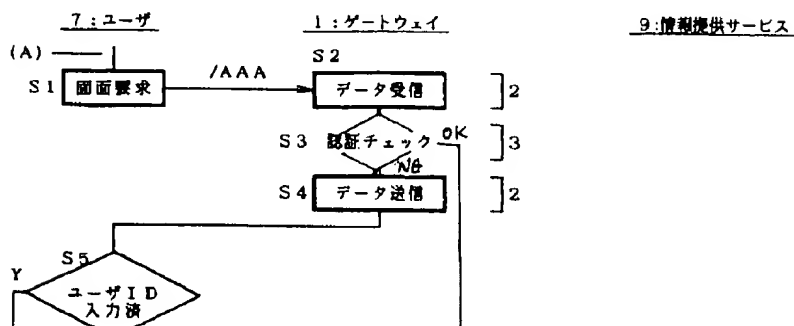 7：ユーザ
1：ゲートウェイ
9:情報提供サービス
(A)
S1
画面要求
/AAA
S2
データ受信
2
S3
認証チェック
OK
3
NG
S4
データ送信
2
S5
Y
ユーザID
入力済